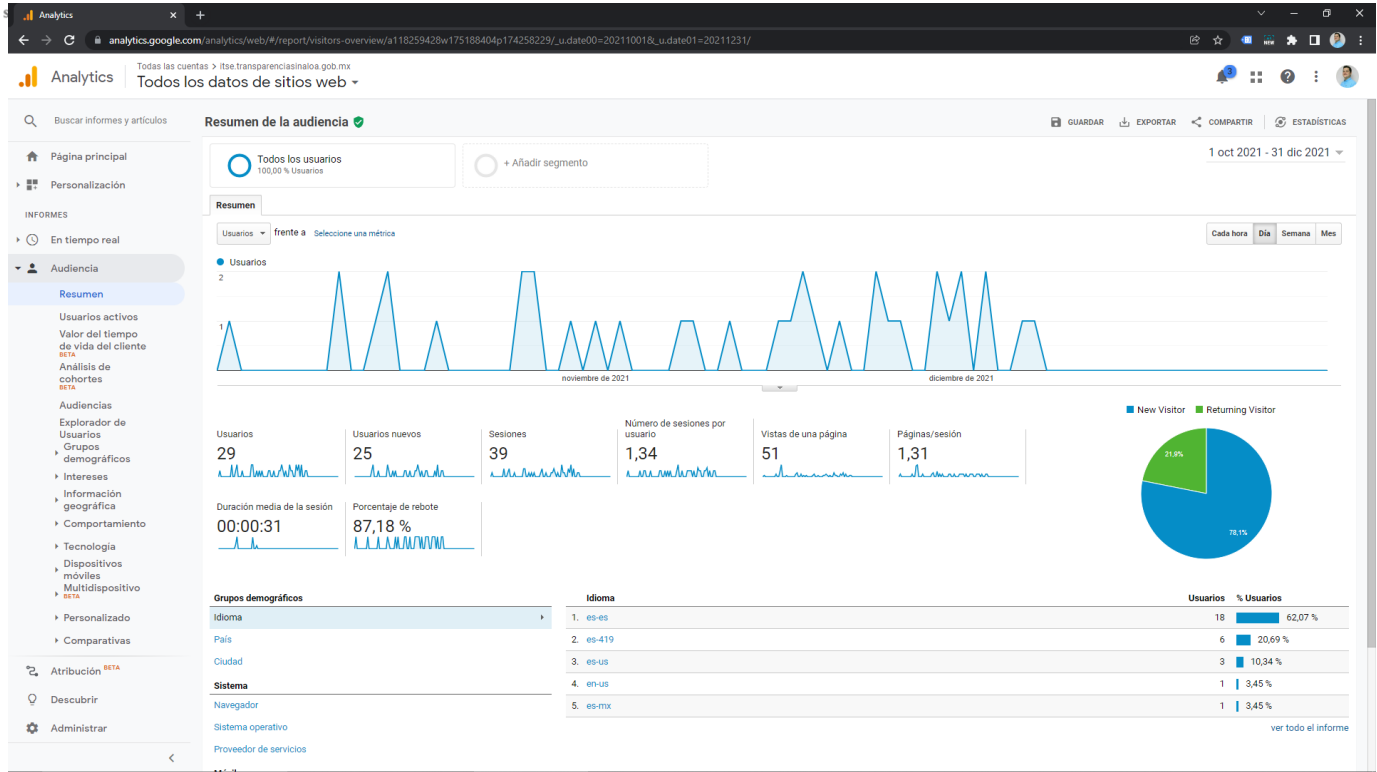 Analytics
analytics.google.com/analytics/web/#/report/visitors-overview/a118259428w175188404p174258229/_u.date00=20211001&_u.date01=20211231/
NEW
Analytics
Todas las cuentas > itse.transparenciasinaloa.gob.mx
Todos los datos de sitios web
3
Buscar informes y artículos
Resumen de la audiencia
GUARDAR
EXPORTAR
COMPARTIR
ESTADÍSTICAS
Página principal
Personalización
INFORMES
En tiempo real
Audiencia
Resumen
Usuarios activos
Valor del tiempo
de vida del cliente
BETA
Análisis de
cohortes
BETA
Audiencias
Explorador de
Usuarios
Grupos
demográficos
Intereses
Información
geográfica
Comportamiento
Tecnología
Dispositivos
móviles
Multidispositivo
BETA
Personalizado
Comparativas
Atribución BETA
Descubrir
Administrar
Todos los usuarios
100,00 % Usuarios
+ Añadir segmento
1 oct 2021 - 31 dic 2021
Resumen
Usuarios
frente a
Seleccione una métrica
Cada hora
Día
Semana
Mes
Usuarios
2
1
noviembre de 2021
diciembre de 2021
New Visitor
Returning Visitor
21,9%
78,1%
Usuarios
29
Usuarios nuevos
25
Sesiones
39
Número de sesiones por
usuario
1,34
Vistas de una página
51
Páginas/sesión
1,31
Duración media de la sesión
00:00:31
Porcentaje de rebote
87,18 %
Grupos demográficos
Idioma
País
Ciudad
Sistema
Navegador
Sistema operativo
Proveedor de servicios
Idioma Usuarios % Usuarios
1. es-es 18 62,07 %
2. es-419 6 20,69 %
3. es-us 3 10,34 %
4. en-us 1 3,45 %
5. es-mx 1 3,45 %
ver todo el informe